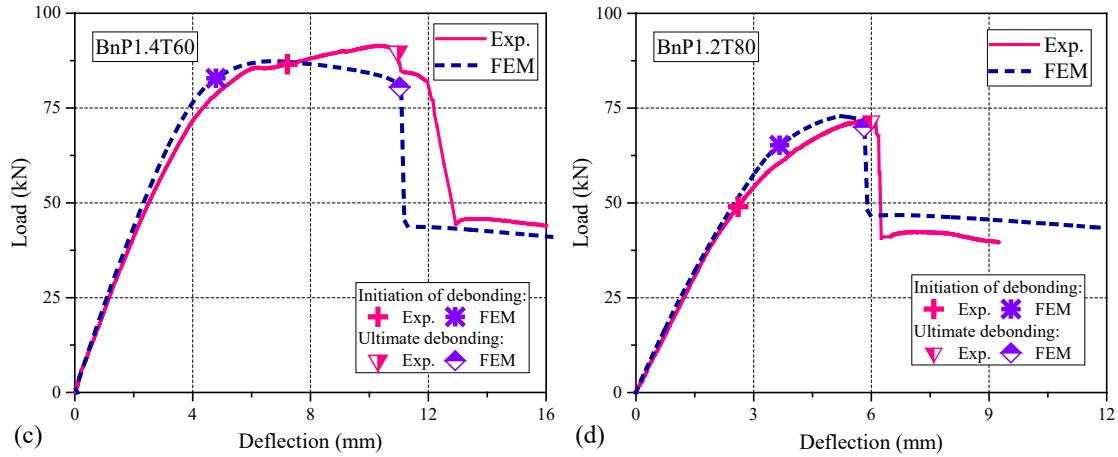 BnP1.4T60
Exp.
FEM
100
75
50
25
0
Load (kN)
Initiation of debonding:
Exp. FEM
Ultimate debonding:
Exp. FEM
0 4 8 12 16
(c) Deflection (mm)
BnP1.2T80
Exp.
FEM
100
75
50
25
0
Load (kN)
Initiation of debonding:
Exp. FEM
Ultimate debonding:
Exp. FEM
0 3 6 9 12
(d) Deflection (mm)